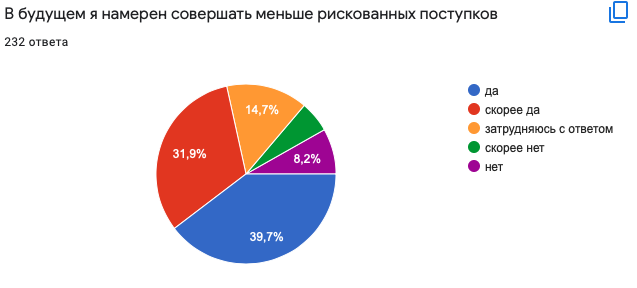 В будущем я намерен совершать меньше рискованных поступков
232 ответа
14,7%
31,9%
8,2%
39,7%
да
скорее да
затрудняюсь с ответом
скорее нет
нет